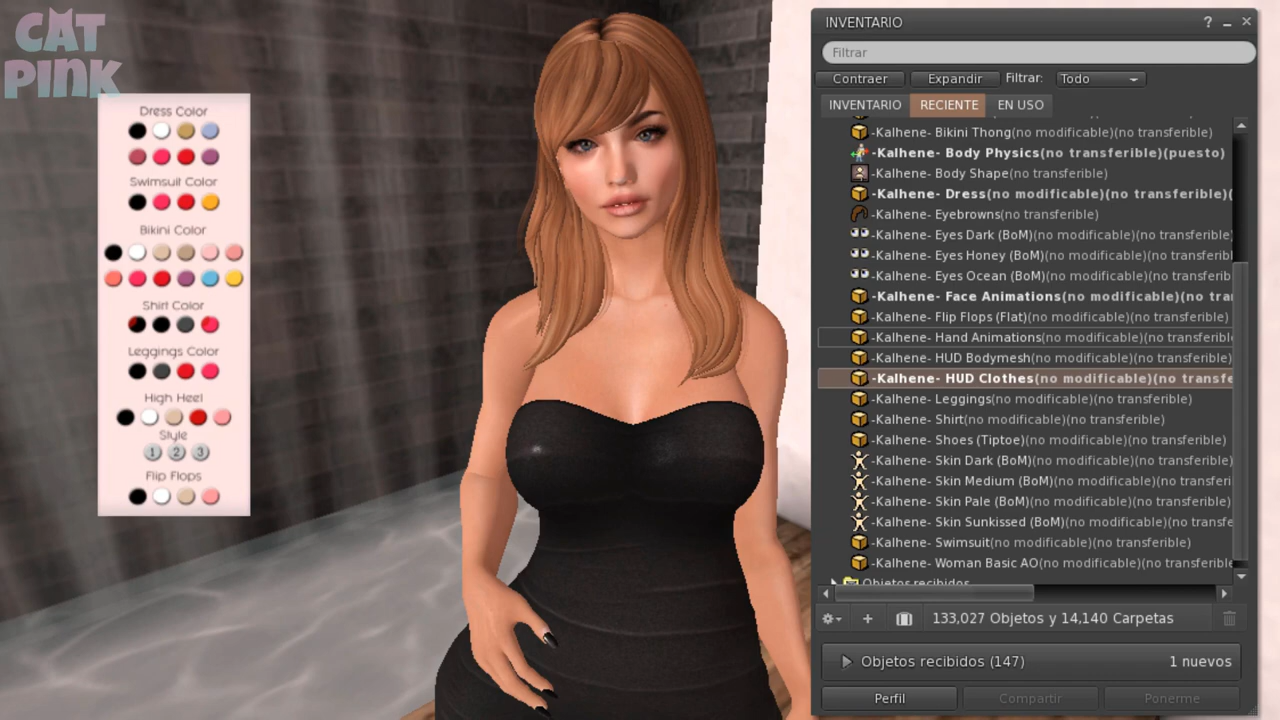 CAT
PINK
Dress Color
Swimsuit Color
Bikini Color
Shirt Color
Leggings Color
High Heel
Style
1 2 3
Flip Flops
INVENTARIO
? _ ×
Filtrar
Contraer Expandir Filtrar: Todo
INVENTARIO RECIENTE EN USO
-Kalhene- Bikini Thong(no modificable)(no transferible)
-Kalhene- Body Physics(no transferible)(puesto)
-Kalhene- Body Shape(no transferible)
-Kalhene- Dress(no modificable)(no transferible)(
-Kalhene- Eyebrowns(no transferible)
-Kalhene- Eyes Dark (BoM)(no modificable)(no transferible
-Kalhene- Eyes Honey (BoM)(no modificable)(no transferib
-Kalhene- Eyes Ocean (BoM)(no modificable)(no transferib
-Kalhene- Face Animations(no modificable)(no tra
-Kalhene- Flip Flops (Flat)(no modificable)(no transferible)
-Kalhene- Hand Animations(no modificable)(no transferibl
-Kalhene- HUD Bodymesh(no modificable)(no transferible)
-Kalhene- HUD Clothes(no modificable)(no transfe
-Kalhene- Leggings(no modificable)(no transferible)
-Kalhene- Shirt(no modificable)(no transferible)
-Kalhene- Shoes (Tiptoe)(no modificable)(no transferible)
-Kalhene- Skin Dark (BoM)(no modificable)(no transferible
-Kalhene- Skin Medium (BoM)(no modificable)(no transferi
-Kalhene- Skin Pale (BoM)(no modificable)(no transferible)
-Kalhene- Skin Sunkissed (BoM)(no modificable)(no transfe
-Kalhene- Swimsuit(no modificable)(no transferible)
-Kalhene- Woman Basic AO(no modificable)(no transferible
Objetos recibidos
133,027 Objetos y 14,140 Carpetas
Objetos recibidos (147) 1 nuevos
Perfil Compartir Ponerme